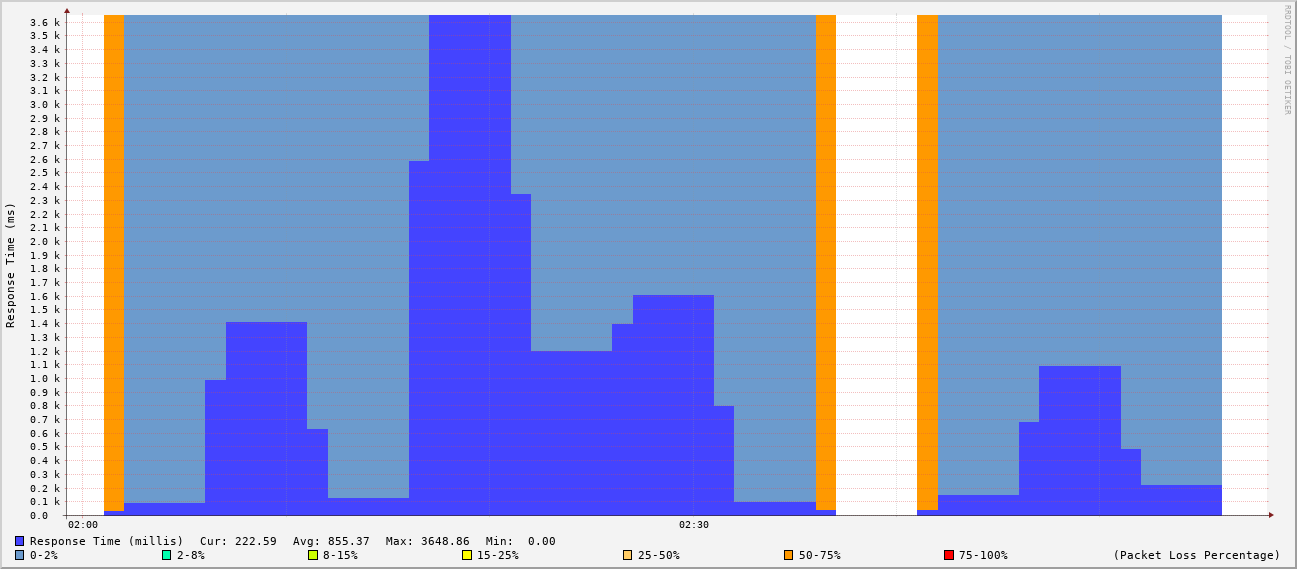 RRDTOOL / TOBI OETIKER
Response Time (ms)
3.6 k
3.5 k
3.4 k
3.3 k
3.2 k
3.1 k
3.0 k
2.9 k
2.8 k
2.7 k
2.6 k
2.5 k
2.4 k
2.3 k
2.2 k
2.1 k
2.0 k
1.9 k
1.8 k
1.7 k
1.6 k
1.5 k
1.4 k
1.3 k
1.2 k
1.1 k
1.0 k
0.9 k
0.8 k
0.7 k
0.6 k
0.5 k
0.4 k
0.3 k
0.2 k
0.1 k
0.0
02:00 02:30
Response Time (millis) Cur: 222.59 Avg: 855.37 Max: 3648.86 Min: 0.00
0-2% 2-8% 8-15% 15-25% 25-50% 50-75% 75-100% (Packet Loss Percentage)